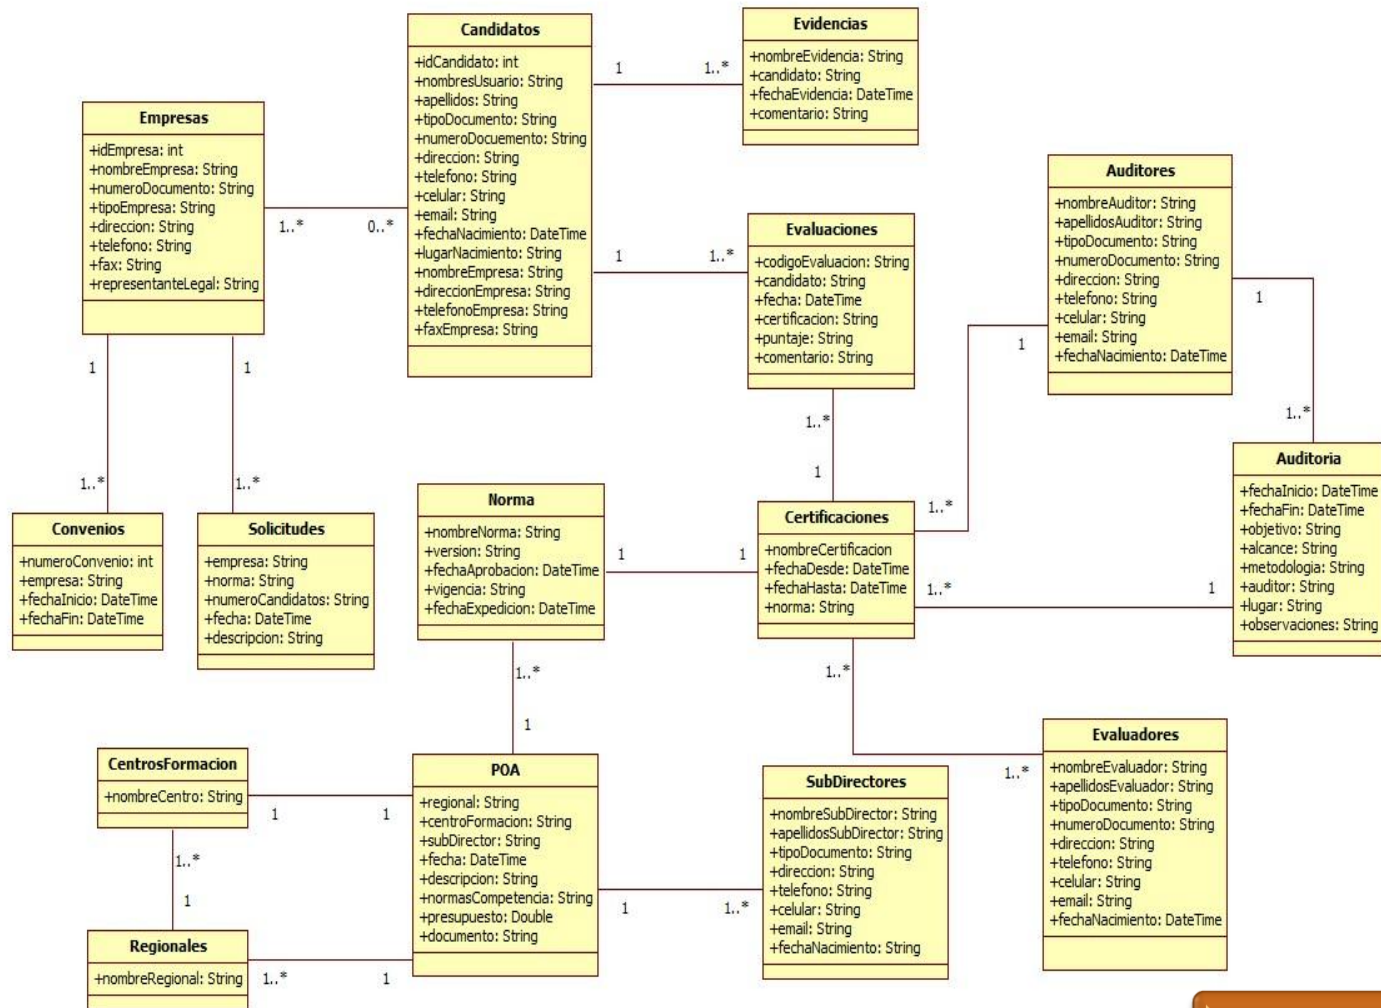 Candidatos
+idCandidato: int
+nombresUsuario: String
+apellidos: String
+tipoDocumento: String
+numeroDocuemento: String
+direccion: String
+telefono: String
+celular: String
+email: String
+fechaNacimiento: DateTime
+lugarNacimiento: String
+nombreEmpresa: String
+direccionEmpresa: String
+telefonoEmpresa: String
+faxEmpresa: String
1
1..*
Evidencias
+nombreEvidencia: String
+candidato: String
+fechaEvidencia: DateTime
+comentario: String
Empresas
+idEmpresa: int
+nombreEmpresa: String
+numeroDocumento: String
+tipoEmpresa: String
+direccion: String
+telefono: String
+fax: String
+representanteLegal: String
1..*
0..*
1
1..*
Evaluaciones
+codigoEvaluacion: String
+candidato: String
+fecha: DateTime
+certificacion: String
+puntaje: String
+comentario: String
Auditores
+nombreAuditor: String
+apellidosAuditor: String
+tipoDocumento: String
+numeroDocumento: String
+direccion: String
+telefono: String
+celular: String
+email: String
+fechaNacimiento: DateTime
1
1
1..*
1
1
1..*
1..*
1..*
1
Convenios
+numeroConvenio: int
+empresa: String
+fechaInicio: DateTime
+fechaFin: DateTime
Solicitudes
+empresa: String
+norma: String
+numeroCandidatos: String
+fecha: DateTime
+descripcion: String
Norma
+nombreNorma: String
+version: String
+fechaAprobacion: DateTime
+vigencia: String
+fechaExpedicion: DateTime
1
1
Certificaciones
+nombreCertificacion
+fechaDesde: DateTime
+fechaHasta: DateTime
+norma: String
1..*
1..*
1
Auditoria
+fechaInicio: DateTime
+fechaFin: DateTime
+objetivo: String
+alcance: String
+metodologia: String
+auditor: String
+lugar: String
+observaciones: String
1..*
1
1..*
1..*
CentrosFormacion
+nombreCentro: String
1
1
1..*
1
Regionales
+nombreRegional: String
1..*
1
POA
+regional: String
+centroFormacion: String
+subDirector: String
+fecha: DateTime
+descripcion: String
+normasCompetencia: String
+presupuesto: Double
+documento: String
1
1..*
SubDirectores
+nombreSubDirector: String
+apellidosSubDirector: String
+tipoDocumento: String
+direccion: String
+telefono: String
+celular: String
+email: String
+fechaNacimiento: String
Evaluadores
+nombreEvaluador: String
+apellidosEvaluador: String
+tipoDocumento: String
+numeroDocumento: String
+direccion: String
+telefono: String
+celular: String
+email: String
+fechaNacimiento: DateTime